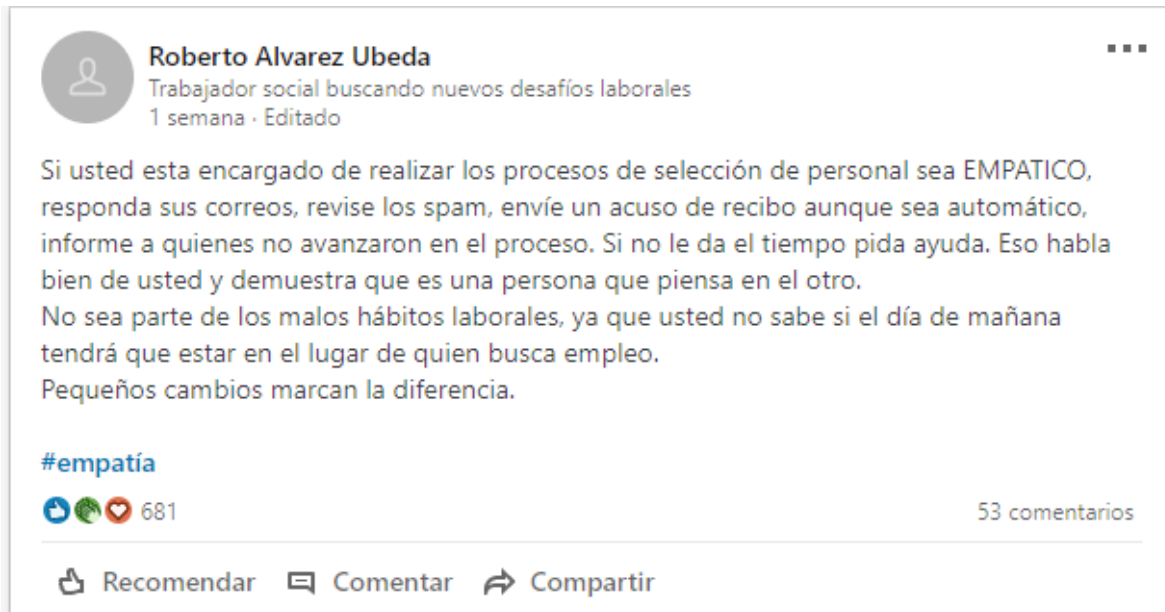 Roberto Alvarez Ubeda
Trabajador social buscando nuevos desafíos laborales
1 semana · Editado
Si usted esta encargado de realizar los procesos de selección de personal sea EMPATICO,
responda sus correos, revise los spam, envíe un acuso de recibo aunque sea automático,
informe a quienes no avanzaron en el proceso. Si no le da el tiempo pida ayuda. Eso habla
bien de usted y demuestra que es una persona que piensa en el otro.
No sea parte de los malos hábitos laborales, ya que usted no sabe si el día de mañana
tendrá que estar en el lugar de quien busca empleo.
Pequeños cambios marcan la diferencia.
#empatía
681 53 comentarios
Recomendar Comentar Compartir